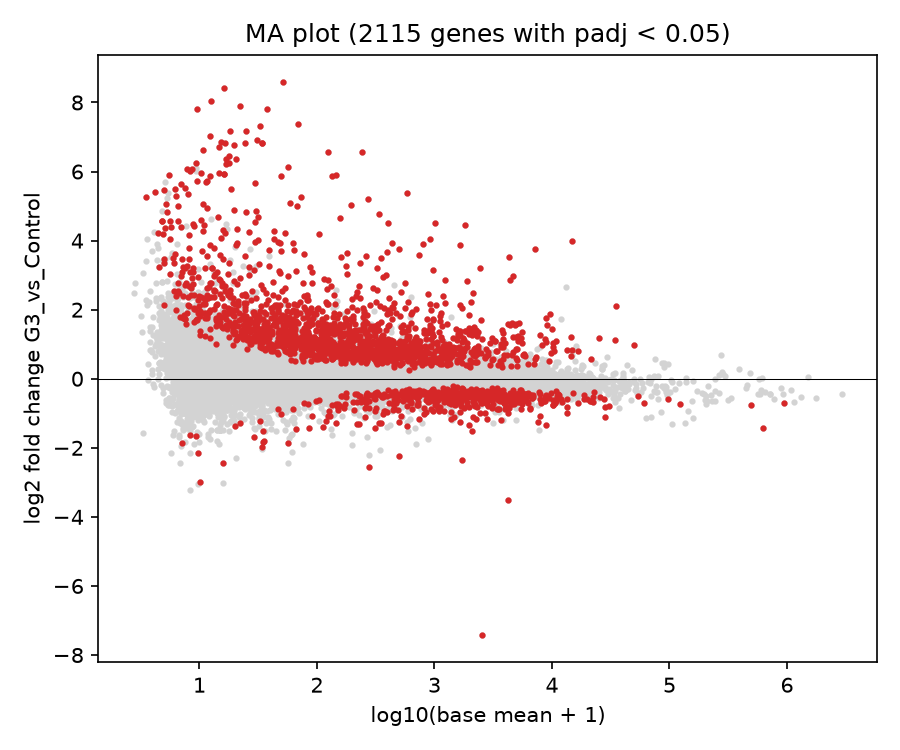 MA plot (2115 genes with padj < 0.05)
log2 fold change G3_vs_Control
8
6
4
2
0
−2
−4
−6
−8
1 2 3 4 5 6
log10(base mean + 1)